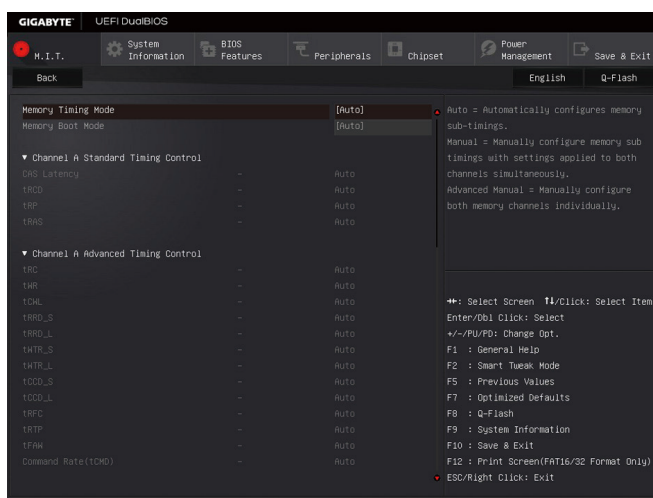 GIGABYTE™ UEFI DualBIOS
M.I.T. System Information BIOS Features Peripherals Chipset Power Management Save & Exit
Back English Q-Flash
Memory Timing Mode [Auto]
Memory Boot Mode [Auto]
▼ Channel A Standard Timing Control
CAS Latency - Auto
tRCD - Auto
tRP - Auto
tRAS - Auto
▼ Channel A Advanced Timing Control
tRC - Auto
tWR - Auto
tCWL - Auto
tRRD_S - Auto
tRRD_L - Auto
tWTR_S - Auto
tWTR_L - Auto
tCCD_S - Auto
tCCD_L - Auto
tRFC - Auto
tRTP - Auto
tFAW - Auto
Command Rate(tCMD) - Auto
Auto = Automatically configures memory
sub-timings.
Manual = Manually configure memory sub
timings with settings applied to both
channels simultaneously.
Advanced Manual = Manually configure
both memory channels individually.
→←: Select Screen ↑↓/Click: Select Item
Enter/Dbl Click: Select
+/-/PU/PD: Change Opt.
F1 : General Help
F2 : Smart Tweak Mode
F5 : Previous Values
F7 : Optimized Defaults
F8 : Q-Flash
F9 : System Information
F10 : Save & Exit
F12 : Print Screen(FAT16/32 Format Only)
ESC/Right Click: Exit